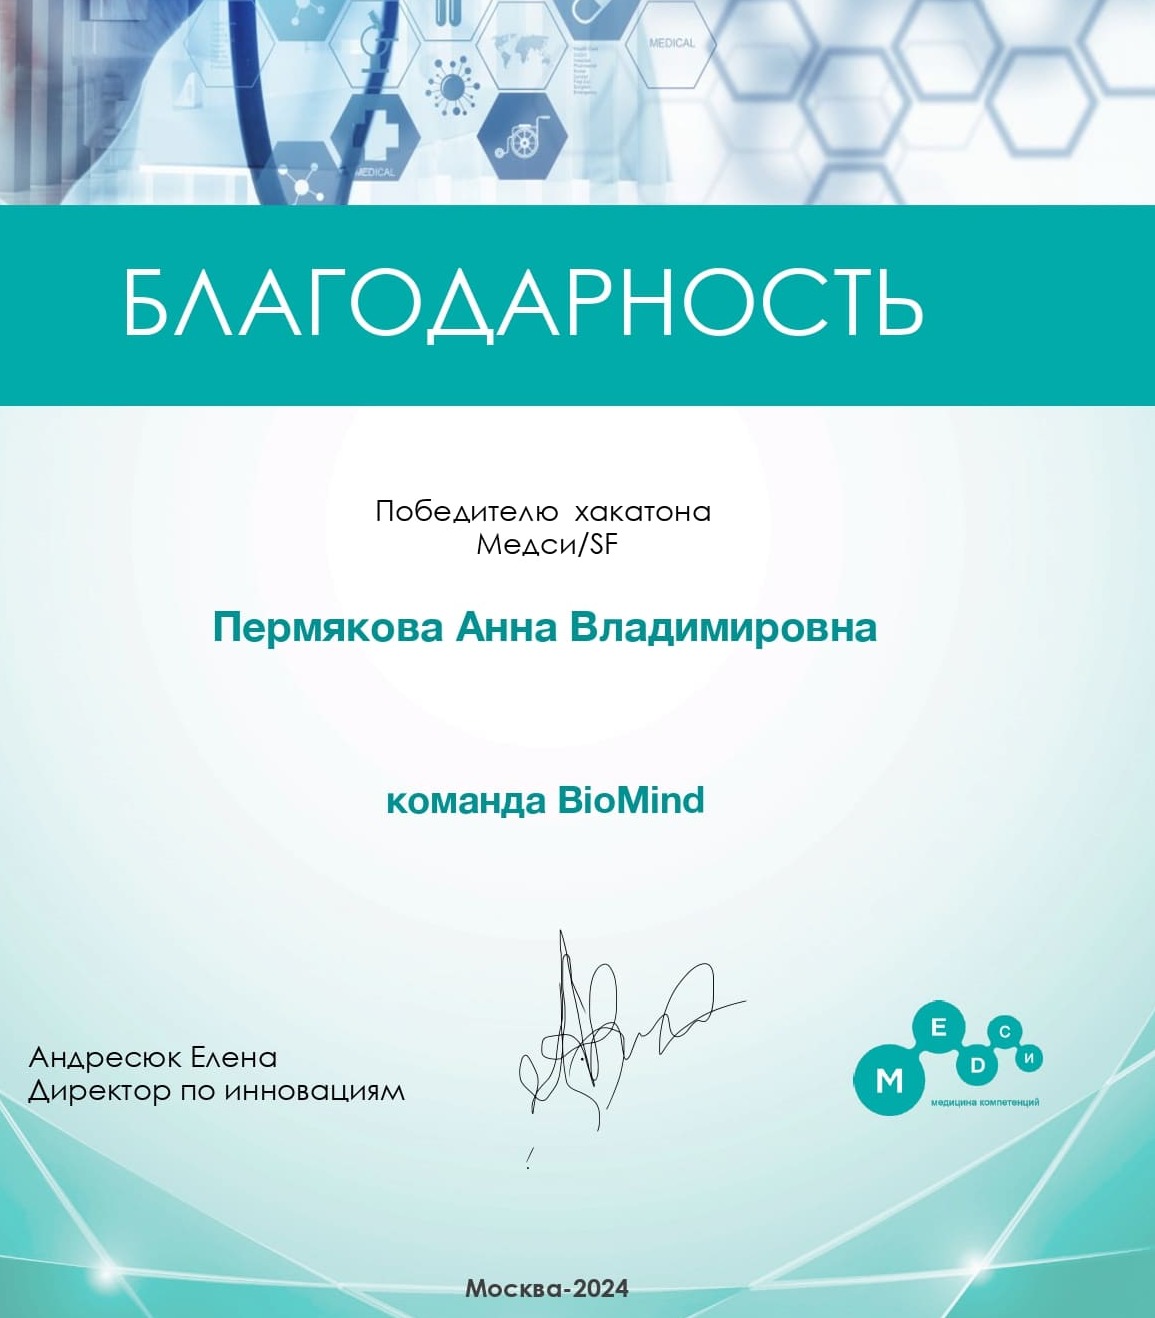 MEDICAL
MEDICAL
БЛАГОДАРНОСТЬ
Победителю хакатона
Медси/SF
Пермякова Анна Владимировна
команда BioMind
Андресюк Елена
Директор по инновациям
М Е D С И
медицина компетенций
Москва-2024